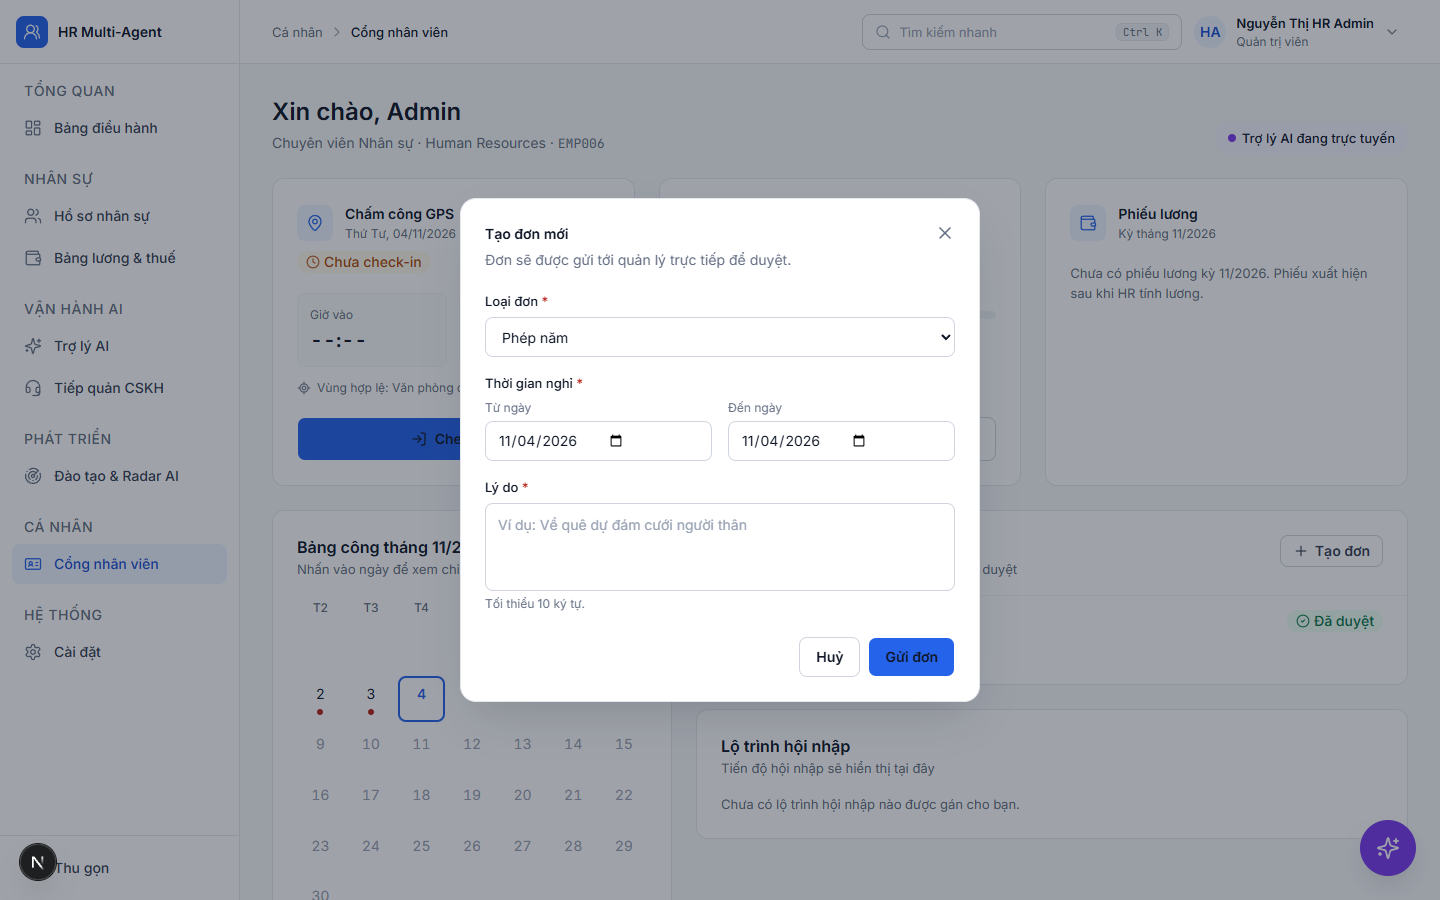 HR Multi-Agent
Cá nhân
Cổng nhân viên
Tìm kiếm nhanh
Ctrl K
HA
Nguyễn Thị HR Admin
Quản trị viên
TỔNG QUAN
Bảng điều hành
NHÂN SỰ
Hồ sơ nhân sự
Bảng lương & thuế
VẬN HÀNH AI
Trợ lý AI
Tiếp quản CSKH
PHÁT TRIỂN
Đào tạo & Radar AI
CÁ NHÂN
Cổng nhân viên
HỆ THỐNG
Cài đặt
Thu gọn
N
Xin chào, Admin
Chuyên viên Nhân sự · Human Resources · EMP006
Trợ lý AI đang trực tuyến
Chấm công GPS
Thứ Tư, 04/11/2026
Chưa check-in
Giờ vào
--:--
Vùng hợp lệ: Văn phòng
Phiếu lương
Kỳ tháng 11/2026
Chưa có phiếu lương kỳ 11/2026. Phiếu xuất hiện
sau khi HR tính lương.
Tạo đơn mới
Đơn sẽ được gửi tới quản lý trực tiếp để duyệt.
Loại đơn *
Phép năm
Thời gian nghỉ *
Từ ngày
Đến ngày
11/04/2026
11/04/2026
Lý do *
Ví dụ: Về quê dự đám cưới người thân
Tối thiểu 10 ký tự.
Huỷ
Gửi đơn
Bảng công tháng 11/2
Nhấn vào ngày để xem chi
T2 T3 T4
2 3 4
9 10 11 12 13 14 15
16 17 18 19 20 21 22
23 24 25 26 27 28 29
30
duyệt
Tạo đơn
Đã duyệt
Lộ trình hội nhập
Tiến độ hội nhập sẽ hiển thị tại đây
Chưa có lộ trình hội nhập nào được gán cho bạn.